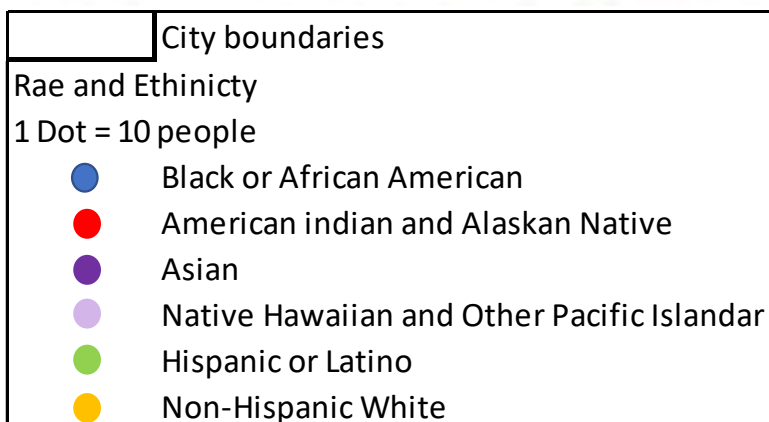 City boundaries
Rae and Ethinicty
1 Dot = 10 people
Black or African American
American indian and Alaskan Native
Asian
Native Hawaiian and Other Pacific Islandar
Hispanic or Latino
Non-Hispanic White